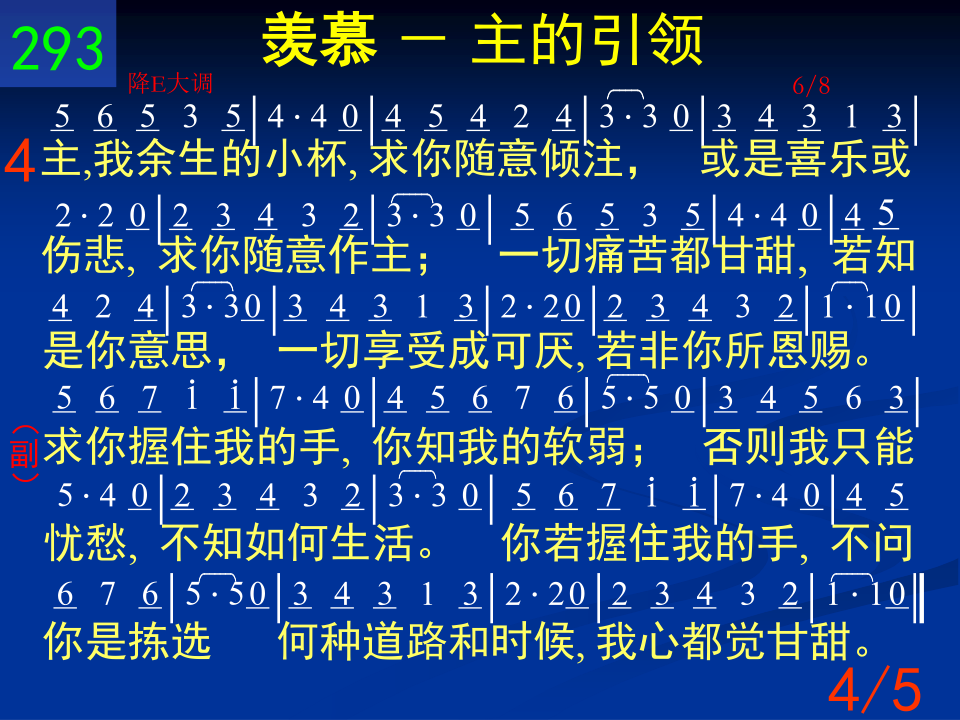 293
羡慕 － 主的引领
降E大调 6/8
5 6 5 3 5|4·4 0|4 5 4 2 4|3·3 0|3 4 3 1 3|
4 主,我余生的小杯, 求你随意倾注， 或是喜乐或
2·2 0|2 3 4 3 2|3·3 0|5 6 5 3 5|4·4 0|4 5
伤悲, 求你随意作主； 一切痛苦都甘甜, 若知
4 2 4|3·3 0|3 4 3 1 3|2·2 0|2 3 4 3 2|1·1 0|
是你意思， 一切享受成可厌, 若非你所恩赐。
5 6 7 i i|7·4 0|4 5 6 7 6|5·5 0|3 4 5 6 3|
（副） 求你握住我的手, 你知我的软弱； 否则我只能
5·4 0|2 3 4 3 2|3·3 0|5 6 7 i i|7·4 0|4 5
忧愁, 不知如何生活。 你若握住我的手, 不问
6 7 6|5·5 0|3 4 3 1 3|2·2 0|2 3 4 3 2|1·1 0‖
你是拣选 何种道路和时候, 我心都觉甘甜。
4/5